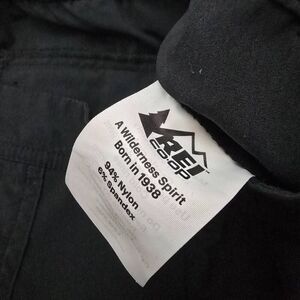 REI
CO·OP
A Wilderness Spirit
Born in 1938
94% Nylon
6% Spandex